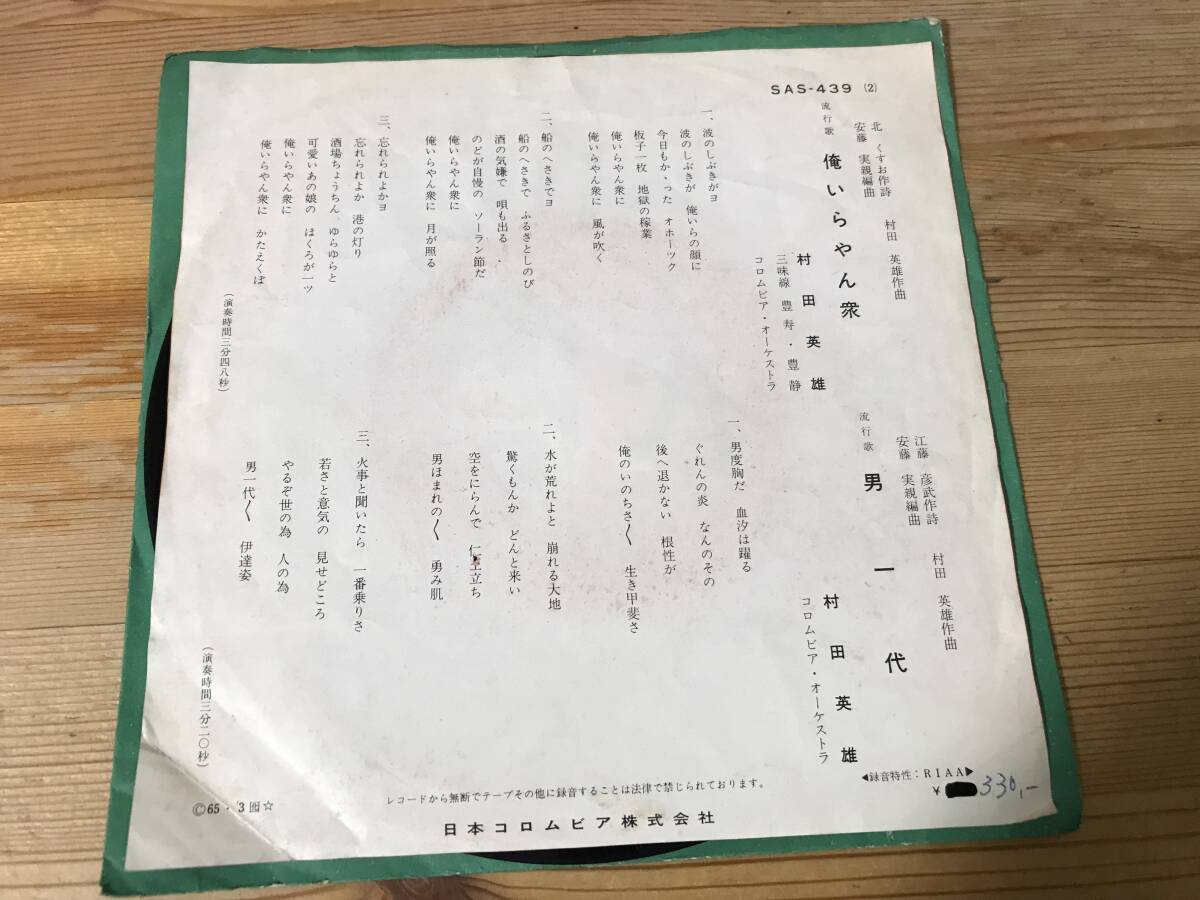 SAS-439 (2)
北 くすお作詩
安藤 実親編曲
村田 英雄作曲
流行歌
俺いらやん衆
村田英雄
三味線 豊寿・豊静
コロムビア・オーケストラ
一、波のしぶきがヨ
波のしぶきが 俺いらの顔に
今日もか・った オホーツク
板子一枚 地獄の稼業
俺いらやん衆に
俺いらやん衆に 風が吹く
二、船のへさきでヨ
船のへさきで ふるさとしのび
酒の気嫌で 唄も出る
のどが自慢の ソーラン節だ
俺いらやん衆に
俺いらやん衆に 月が照る
三、忘れられよかヨ
忘れられよか 港の灯り
酒場ちょうちん ゆらゆらと
可愛いあの娘の ほくろが一ッ
俺いらやん衆に
俺いらやん衆に かたえくぼ
(演奏時間三分四八秒)
江藤 彦武作詩
安藤 実親編曲
村田 英雄作曲
流行歌
男一代
村田英雄
コロムビア・オーケストラ
一、男度胸だ 血汐は躍る
ぐれんの炎 なんのその
後へ退かない 根性が
俺のいのちさ〱 生き甲斐さ
二、水が荒れよと 崩れる大地
驚くもんか どんと来い
空をにらんで 仁王立ち
男ほまれの〱 勇み肌
三、火事と聞いたら 一番乗りさ
若さと意気の 見せどころ
やるぞ世の為 人の為
男一代〱 伊達姿
(演奏時間三分二〇秒)
◀録音特性:RIAA▶
¥ 330,-
レコードから無断でテープその他に録音することは法律で禁じられております。
©65・3 ☆
日本コロムビア株式会社